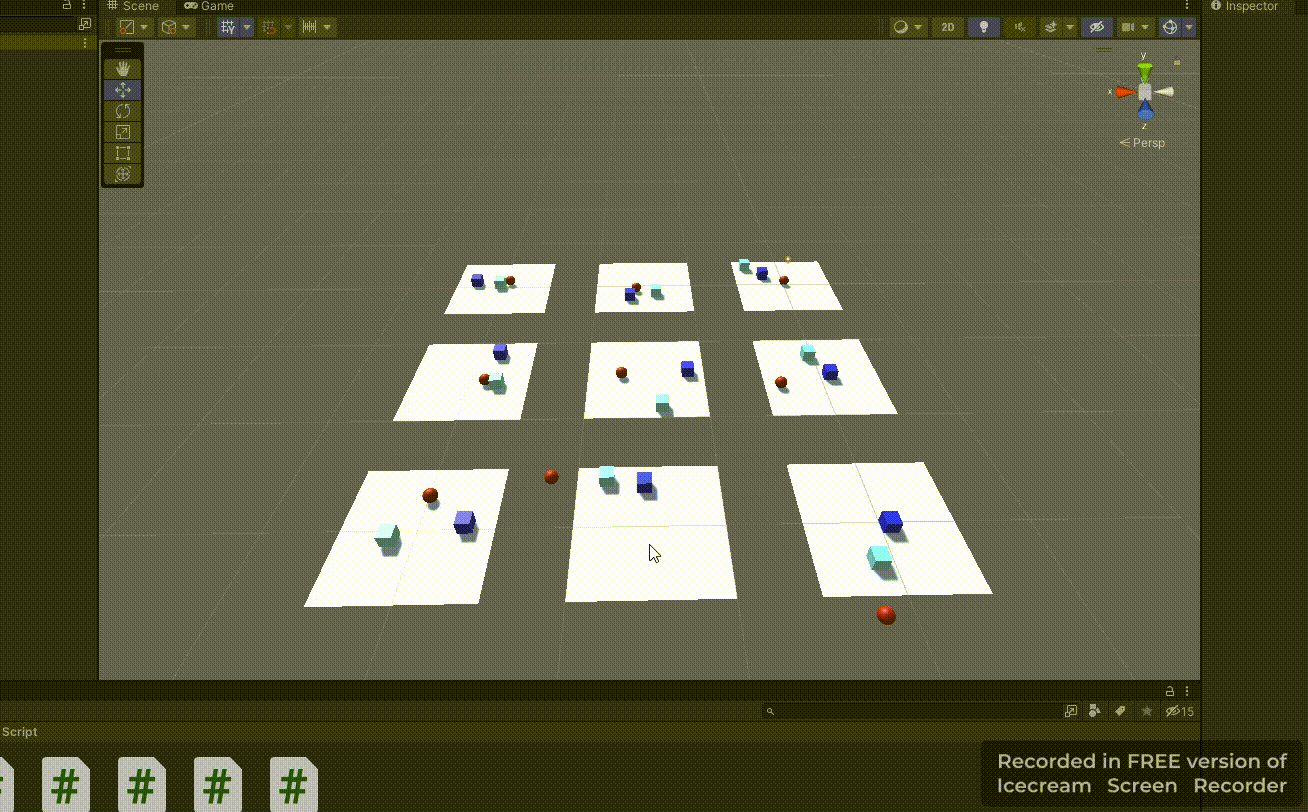 Scene
Game
Inspector
2D
y
x
z
< Persp
15
Script
# # # #
Recorded in FREE version of
Icecream Screen Recorder